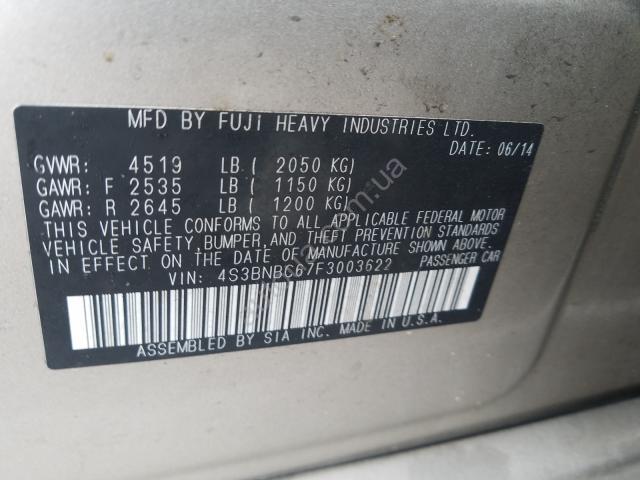 MFD BY FUJI HEAVY INDUSTRIES LTD.
DATE: 06/14
GVWR: 4519 LB ( 2050 KG)
GAWR: F 2535 LB ( 1150 KG)
GAWR: R 2645 LB ( 1200 KG)
THIS VEHICLE CONFORMS TO ALL APPLICABLE FEDERAL MOTOR
VEHICLE SAFETY, BUMPER, AND THEFT PREVENTION STANDARDS
IN EFFECT ON THE DATE OF MANUFACTURE SHOWN ABOVE.
VIN: 4S3BNBC67F3003622 PASSENGER CAR
ASSEMBLED BY SIA INC. MADE IN U.S.A.